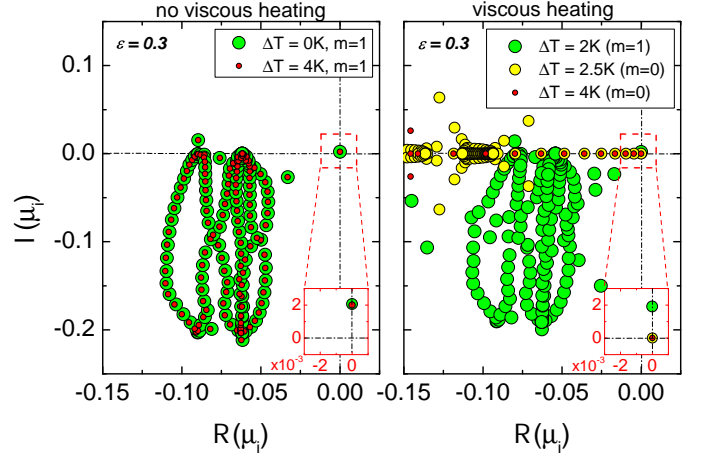 no viscous heating
ε = 0.3
ΔT = 0K, m=1
ΔT = 4K, m=1
0.1
0.0
-0.1
-0.2
I (μi)
2
0
x10-3
-2
0
-0.15
-0.10
-0.05
0.00
R(μi)
viscous heating
ε = 0.3
ΔT = 2K (m=1)
ΔT = 2.5K (m=0)
ΔT = 4K (m=0)
2
0
x10-3
-2
0
-0.15
-0.10
-0.05
0.00
R(μi)